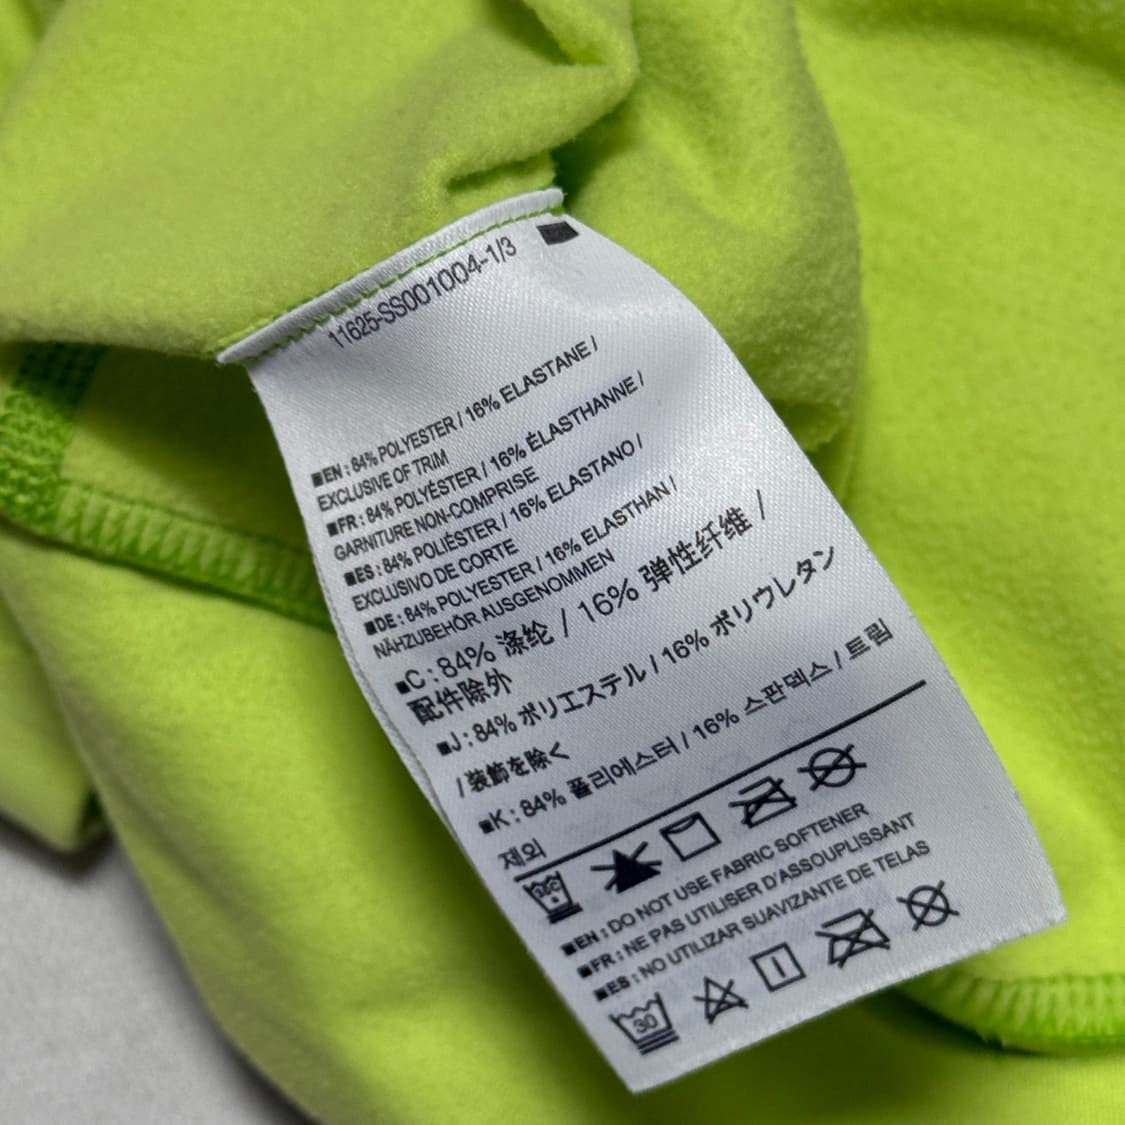 11625-SS001004-1/3
■EN : 84% POLYESTER / 16% ELASTANE /
EXCLUSIVE OF TRIM
■FR : 84% POLYÉSTER / 16% ÉLASTHANNE /
GARNITURE NON-COMPRISE
■ES : 84% POLIÉSTER / 16% ELASTANO /
EXCLUSIVO DE CORTE
■DE : 84% POLYESTER / 16% ELASTHAN /
NÄHZUBEHÖR AUSGENOMMEN
■C : 84% 涤纶 / 16% 弹性纤维 /
配件除外
■J : 84% ポリエステル / 16% ポリウレタン
/ 装飾を除く
■K : 84% 폴리에스터 / 16% 스판덱스 / 트림
제외
30C
■EN : DO NOT USE FABRIC SOFTENER
■FR : NE PAS UTILISER D'ASSOUPLISSANT
■ES : NO UTILIZAR SUAVIZANTE DE TELAS
30